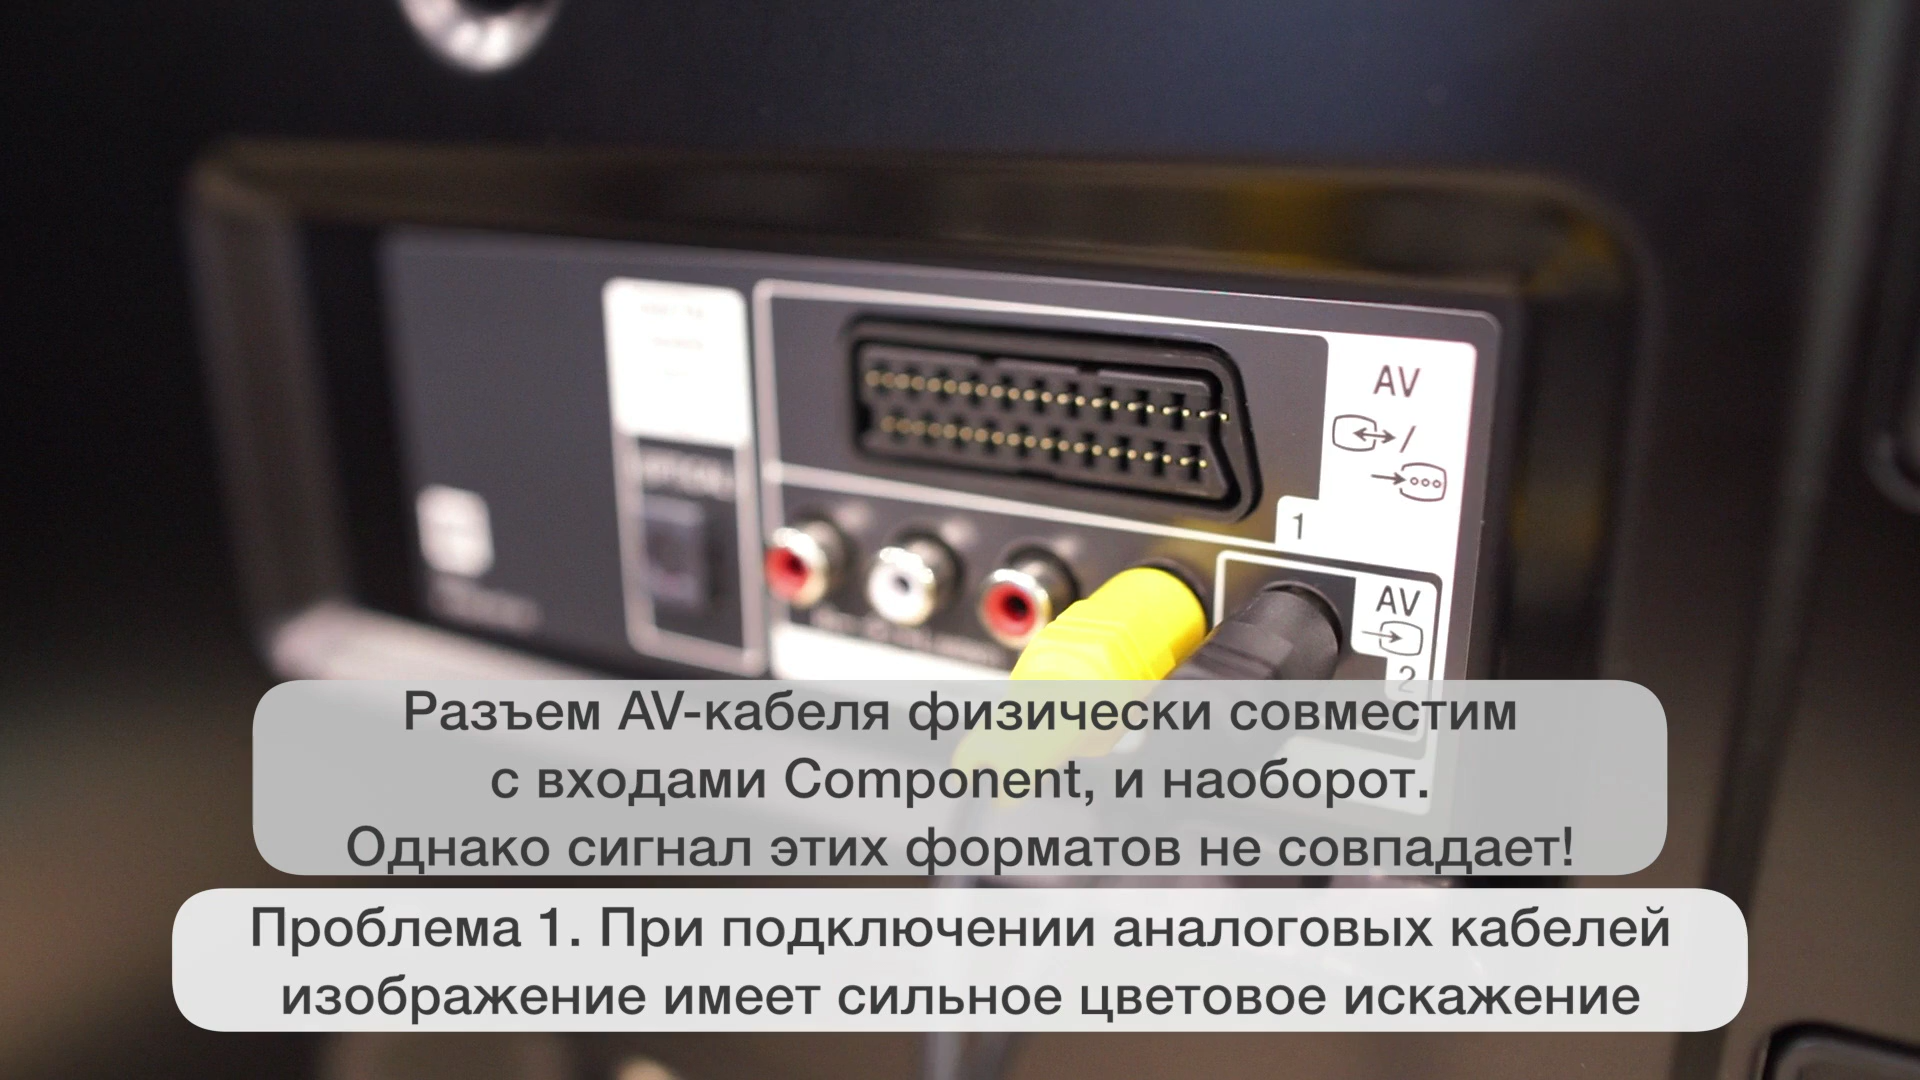 AV
1
AV
2
Разъем AV-кабеля физически совместим
с входами Component, и наоборот.
Однако сигнал этих форматов не совпадает!
Проблема 1. При подключении аналоговых кабелей
изображение имеет сильное цветовое искажение